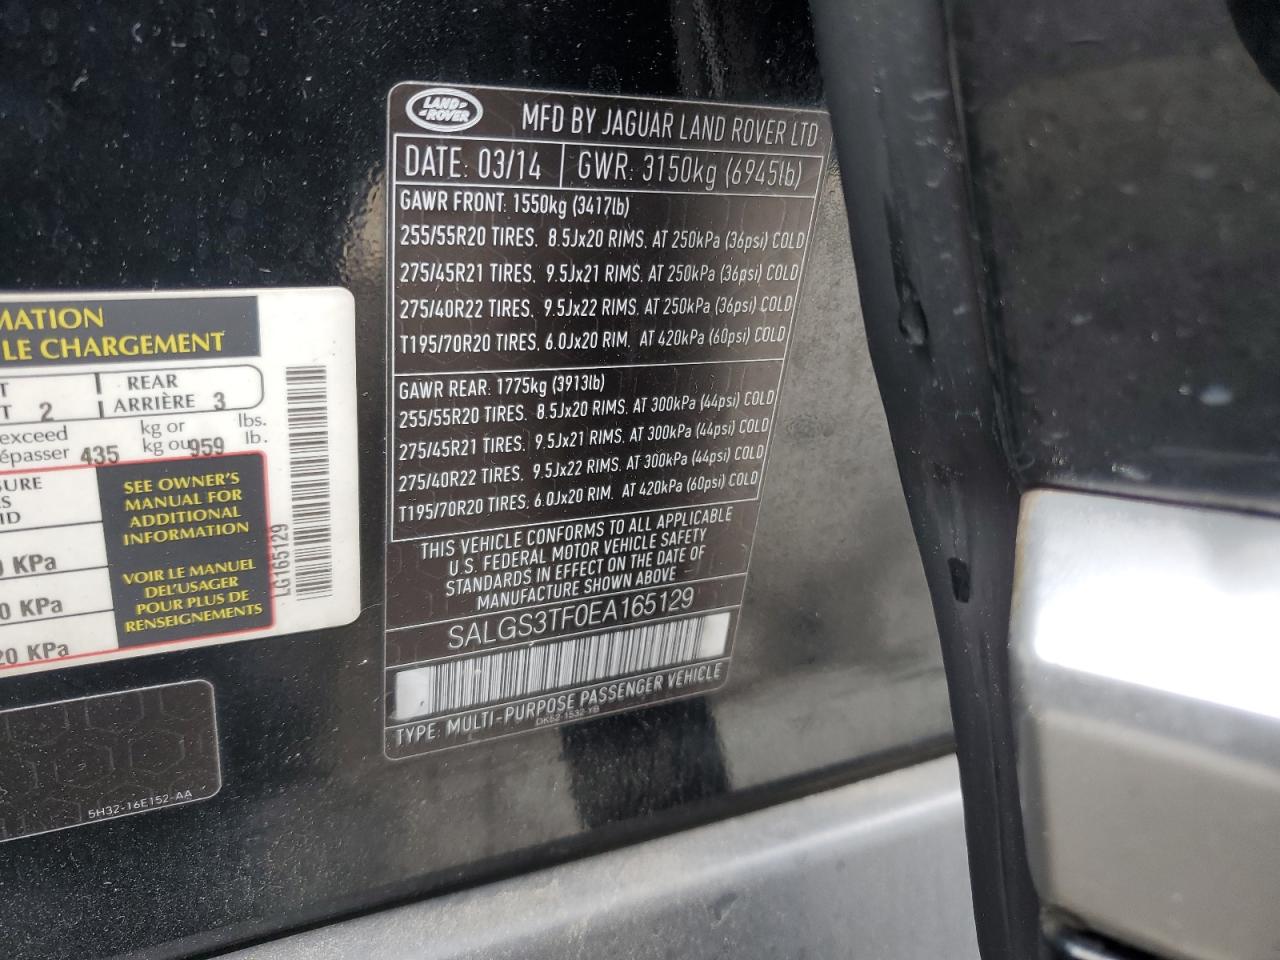 LAND-
-ROVER
MFD BY JAGUAR LAND ROVER LTD
DATE: 03/14 GWR: 3150kg (6945lb)
GAWR FRONT: 1550kg (3417lb)
255/55R20 TIRES, 8.5Jx20 RIMS, AT 250kPa (36psi) COLD
275/45R21 TIRES, 9.5Jx21 RIMS, AT 250kPa (36psi) COLD
275/40R22 TIRES, 9.5Jx22 RIMS, AT 250kPa (36psi) COLD
T195/70R20 TIRES, 6.0Jx20 RIM, AT 420kPa (60psi) COLD
GAWR REAR: 1775kg (3913lb)
255/55R20 TIRES, 8.5Jx20 RIMS, AT 300kPa (44psi) COLD
275/45R21 TIRES, 9.5Jx21 RIMS, AT 300kPa (44psi) COLD
275/40R22 TIRES, 9.5Jx22 RIMS, AT 300kPa (44psi) COLD
T195/70R20 TIRES, 6.0Jx20 RIM, AT 420kPa (60psi) COLD
THIS VEHICLE CONFORMS TO ALL APPLICABLE
U.S. FEDERAL MOTOR VEHICLE SAFETY
STANDARDS IN EFFECT ON THE DATE OF
MANUFACTURE SHOWN ABOVE
SALGS3TF0EA165129
TYPE: MULTI-PURPOSE PASSENGER VEHICLE
DK52-1532-YB
MATION
LE CHARGEMENT
T REAR
T 2 ARRIÈRE 3
exceed kg or lbs.
épasser 435 kg ou 959 lb.
SURE
S
ID
SEE OWNER'S
MANUAL FOR
ADDITIONAL
INFORMATION
0 KPa
VOIR LE MANUEL
DEL'USAGER
POUR PLUS DE
RENSEIGNEMENTS
0 KPa
20 KPa
LG165129
5H32-16E152-AA